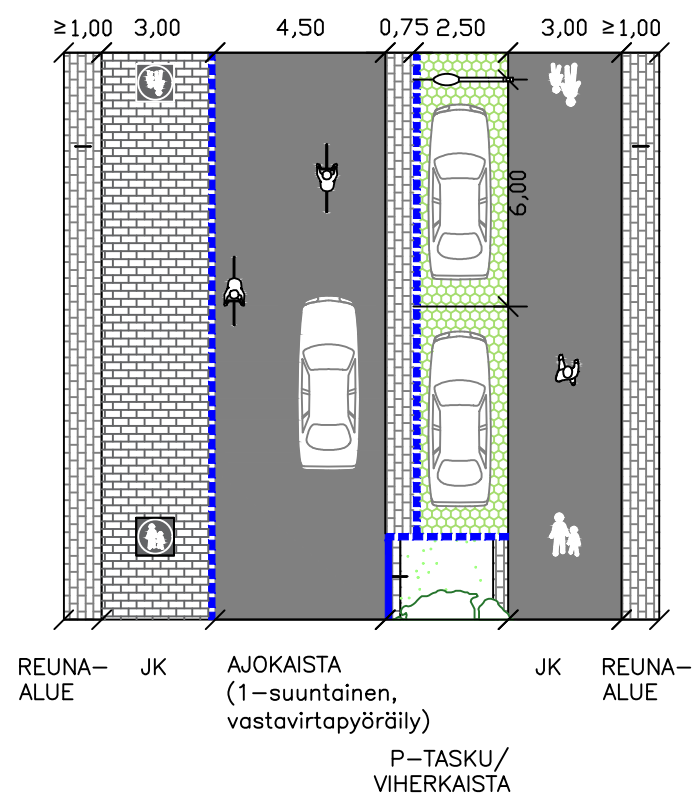 ≥1,00 3,00 4,50 0,75 2,50 3,00 ≥1,00
6,00
REUNA–
ALUE
JK
AJOKAISTA
(1–suuntainen,
vastavirtapyöräily)
P–TASKU/
VIHERKAISTA
JK
REUNA–
ALUE